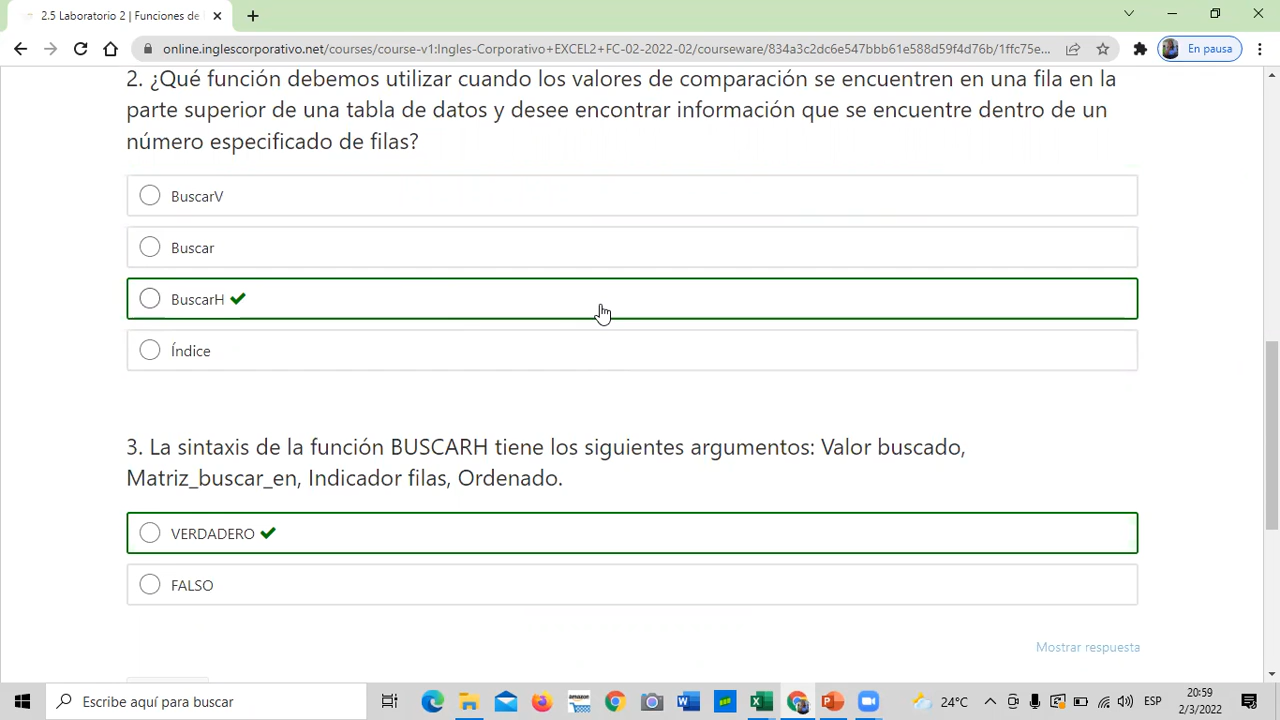 2.5 Laboratorio 2 | Funciones de
online.inglescorporativo.net/courses/course-v1:Ingles-Corporativo+EXCEL2+FC-02-2022-02/courseware/834a3c2dc6e547bbb61e588d59f4d76b/1ffc75e...
En pausa
2. ¿Qué función debemos utilizar cuando los valores de comparación se encuentren en una fila en la
parte superior de una tabla de datos y desee encontrar información que se encuentre dentro de un
número especificado de filas?
BuscarV
Buscar
BuscarH
Índice
3. La sintaxis de la función BUSCARH tiene los siguientes argumentos: Valor buscado,
Matriz_buscar_en, Indicador filas, Ordenado.
VERDADERO
FALSO
Mostrar respuesta
Escribe aquí para buscar
amazon
24°C
ESP
20:59
2/3/2022